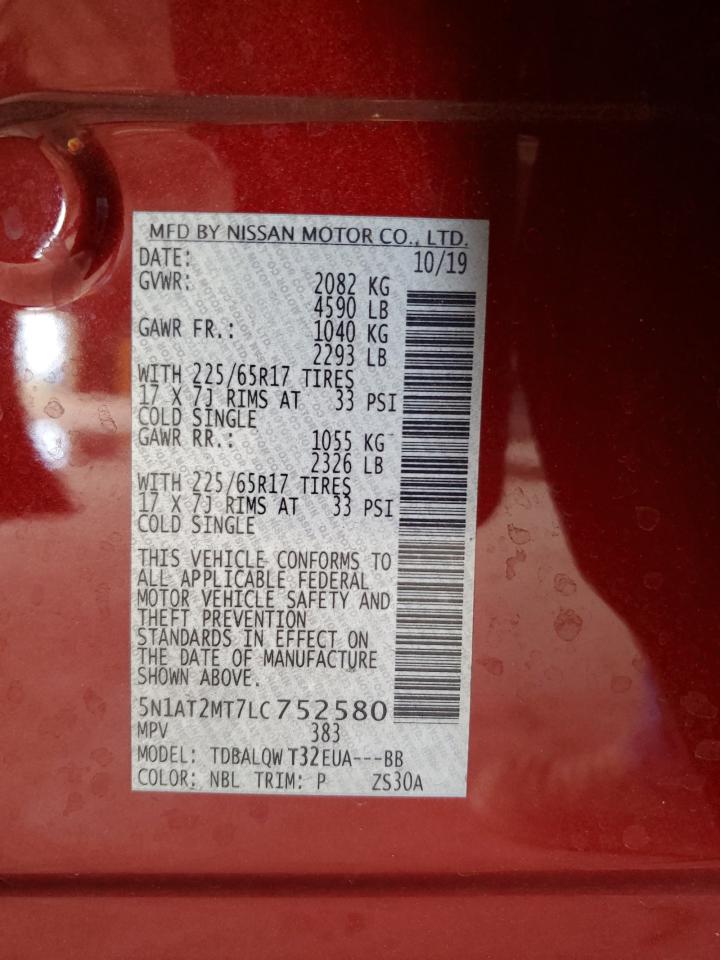 MFD BY NISSAN MOTOR CO., LTD.
DATE: 10/19
GVWR: 2082 KG
4590 LB
GAWR FR.: 1040 KG
2293 LB
WITH 225/65R17 TIRES
17 X 7J RIMS AT 33 PSI
COLD SINGLE
GAWR RR.: 1055 KG
2326 LB
WITH 225/65R17 TIRES
17 X 7J RIMS AT 33 PSI
COLD SINGLE
THIS VEHICLE CONFORMS TO
ALL APPLICABLE FEDERAL
MOTOR VEHICLE SAFETY AND
THEFT PREVENTION
STANDARDS IN EFFECT ON
THE DATE OF MANUFACTURE
SHOWN ABOVE.
5N1AT2MT7LC752580
MPV 383
MODEL: TDBALQW T32EUA---BB
COLOR: NBL TRIM: P ZS30A